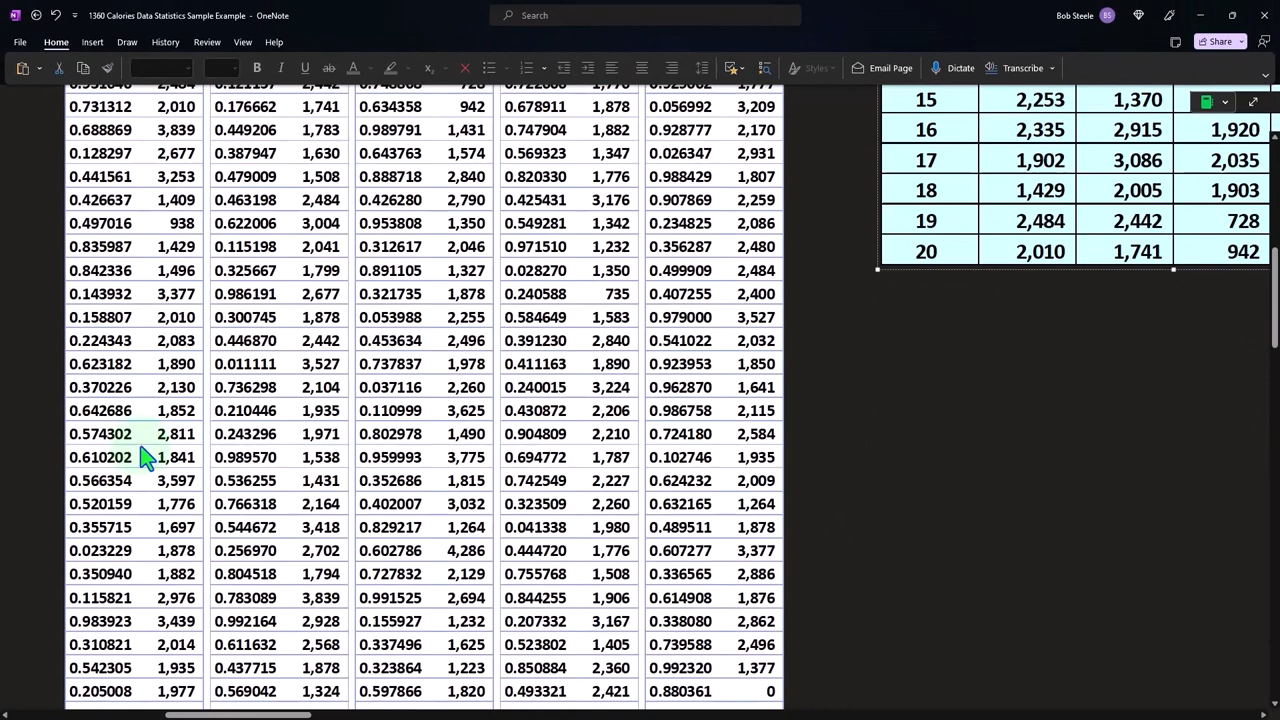 1360 Calories Data Statistics Sample Example - OneNote
Search
Bob Steele BS
File Home Insert Draw History Review View Help
Share
B I U ab A Styles Email Page Dictate Transcribe
0.731312 2,010 0.176662 1,741 0.634358 942 0.678911 1,878 0.056992 3,209
0.688869 3,839 0.449206 1,783 0.989791 1,431 0.747904 1,882 0.928777 2,170
0.128297 2,677 0.387947 1,630 0.643763 1,574 0.569323 1,347 0.026347 2,931
0.441561 3,253 0.479009 1,508 0.888718 2,840 0.820330 1,776 0.988429 1,807
0.426637 1,409 0.463198 2,484 0.426280 2,790 0.425431 3,176 0.907869 2,259
0.497016 938 0.622006 3,004 0.953808 1,350 0.549281 1,342 0.234825 2,086
0.835987 1,429 0.115198 2,041 0.312617 2,046 0.971510 1,232 0.356287 2,480
0.842336 1,496 0.325667 1,799 0.891105 1,327 0.028270 1,350 0.499909 2,484
0.143932 3,377 0.986191 2,677 0.321735 1,878 0.240588 735 0.407255 2,400
0.158807 2,010 0.300745 1,878 0.053988 2,255 0.584649 1,583 0.979000 3,527
0.224343 2,083 0.446870 2,442 0.453634 2,496 0.391230 2,840 0.541022 2,032
0.623182 1,890 0.011111 3,527 0.737837 1,978 0.411163 1,890 0.923953 1,850
0.370226 2,130 0.736298 2,104 0.037116 2,260 0.240015 3,224 0.962870 1,641
0.642686 1,852 0.210446 1,935 0.110999 3,625 0.430872 2,206 0.986758 2,115
0.574302 2,811 0.243296 1,971 0.802978 1,490 0.904809 2,210 0.724180 2,584
0.610202 1,841 0.989570 1,538 0.959993 3,775 0.694772 1,787 0.102746 1,935
0.566354 3,597 0.536255 1,431 0.352686 1,815 0.742549 2,227 0.624232 2,009
0.520159 1,776 0.766318 2,164 0.402007 3,032 0.323509 2,260 0.632165 1,264
0.355715 1,697 0.544672 3,418 0.829217 1,264 0.041338 1,980 0.489511 1,878
0.023229 1,878 0.256970 2,702 0.602786 4,286 0.444720 1,776 0.607277 3,377
0.350940 1,882 0.804518 1,794 0.727832 2,129 0.755768 1,508 0.336565 2,886
0.115821 2,976 0.783089 3,839 0.991525 2,694 0.844255 1,906 0.614908 1,876
0.983923 3,439 0.992164 2,928 0.155927 1,232 0.207332 3,167 0.338080 2,862
0.310821 2,014 0.611632 2,568 0.337496 1,625 0.523802 1,405 0.739588 2,496
0.542305 1,935 0.437715 1,878 0.323864 1,223 0.850884 2,360 0.992320 1,377
0.205008 1,977 0.569042 1,324 0.597866 1,820 0.493321 2,421 0.880361 0
15 2,253 1,370
16 2,335 2,915 1,920
17 1,902 3,086 2,035
18 1,429 2,005 1,903
19 2,484 2,442 728
20 2,010 1,741 942